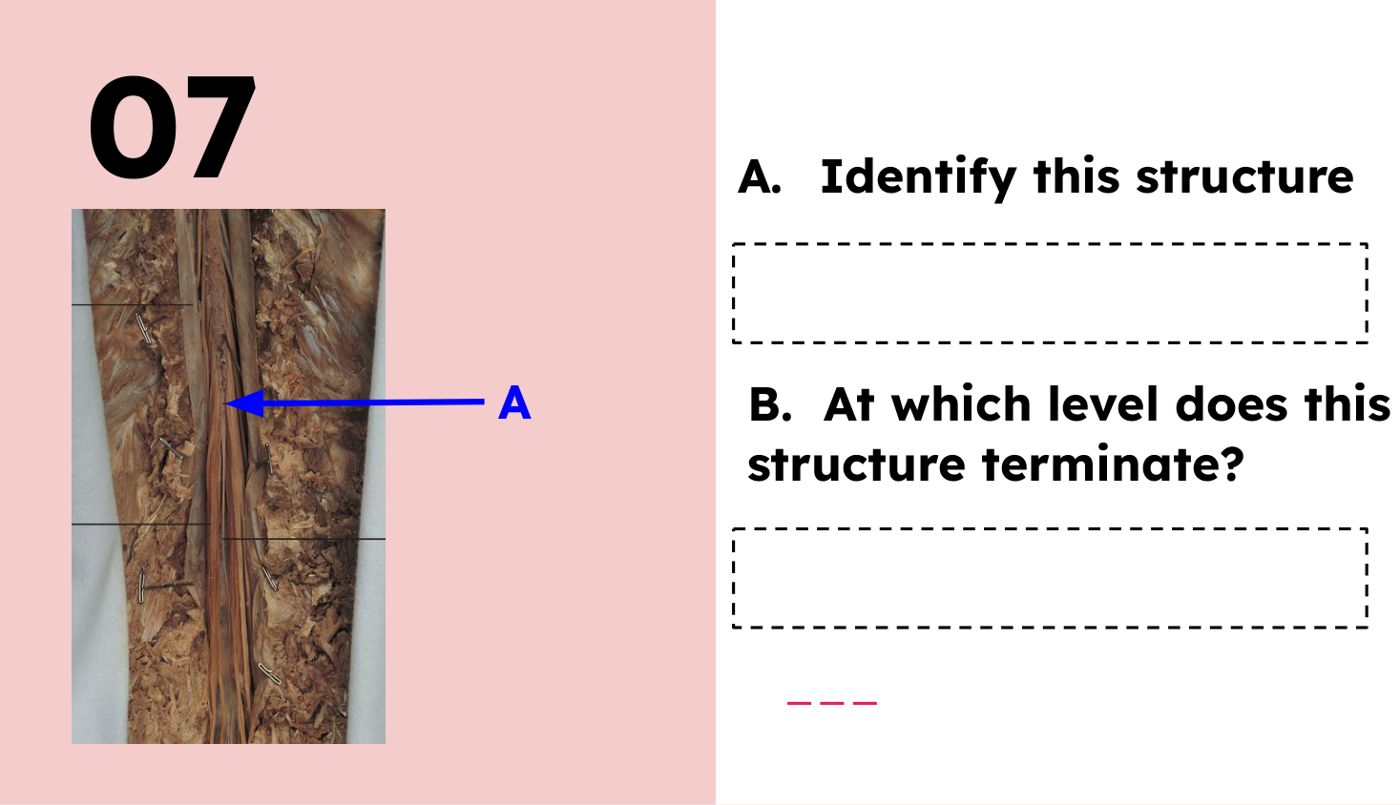 07
A
A. Identify this structure
B. At which level does this
structure terminate?